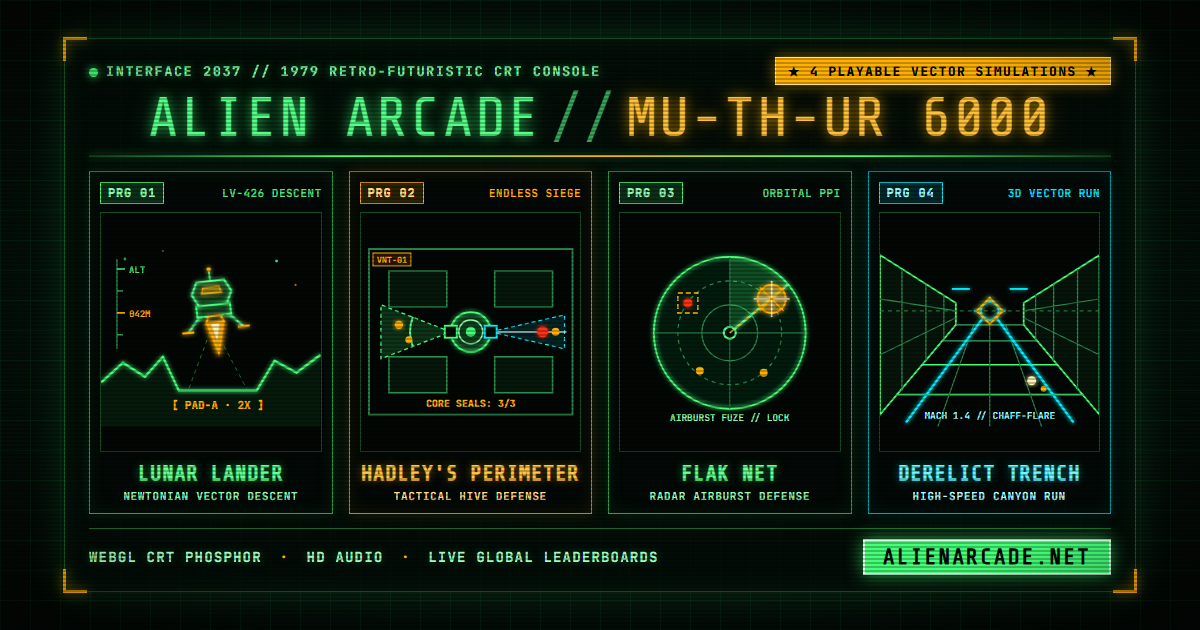 INTERFACE 2037 // 1979 RETRO-FUTURISTIC CRT CONSOLE
★ 4 PLAYABLE VECTOR SIMULATIONS ★
ALIEN ARCADE // MU-TH-UR 6000
PRG 01
LV-426 DESCENT
ALT
042M
[ PAD-A · 2X ]
LUNAR LANDER
NEWTONIAN VECTOR DESCENT
PRG 02
ENDLESS SIEGE
VNT-01
CORE SEALS: 3/3
HADLEY'S PERIMETER
TACTICAL HIVE DEFENSE
PRG 03
ORBITAL PPI
AIRBURST FUZE // LOCK
FLAK NET
RADAR AIRBURST DEFENSE
PRG 04
3D VECTOR RUN
MACH 1.4 // CHAFF-FLARE
DERELICT TRENCH
HIGH-SPEED CANYON RUN
WEBGL CRT PHOSPHOR · HD AUDIO · LIVE GLOBAL LEADERBOARDS
ALIENARCADE.NET